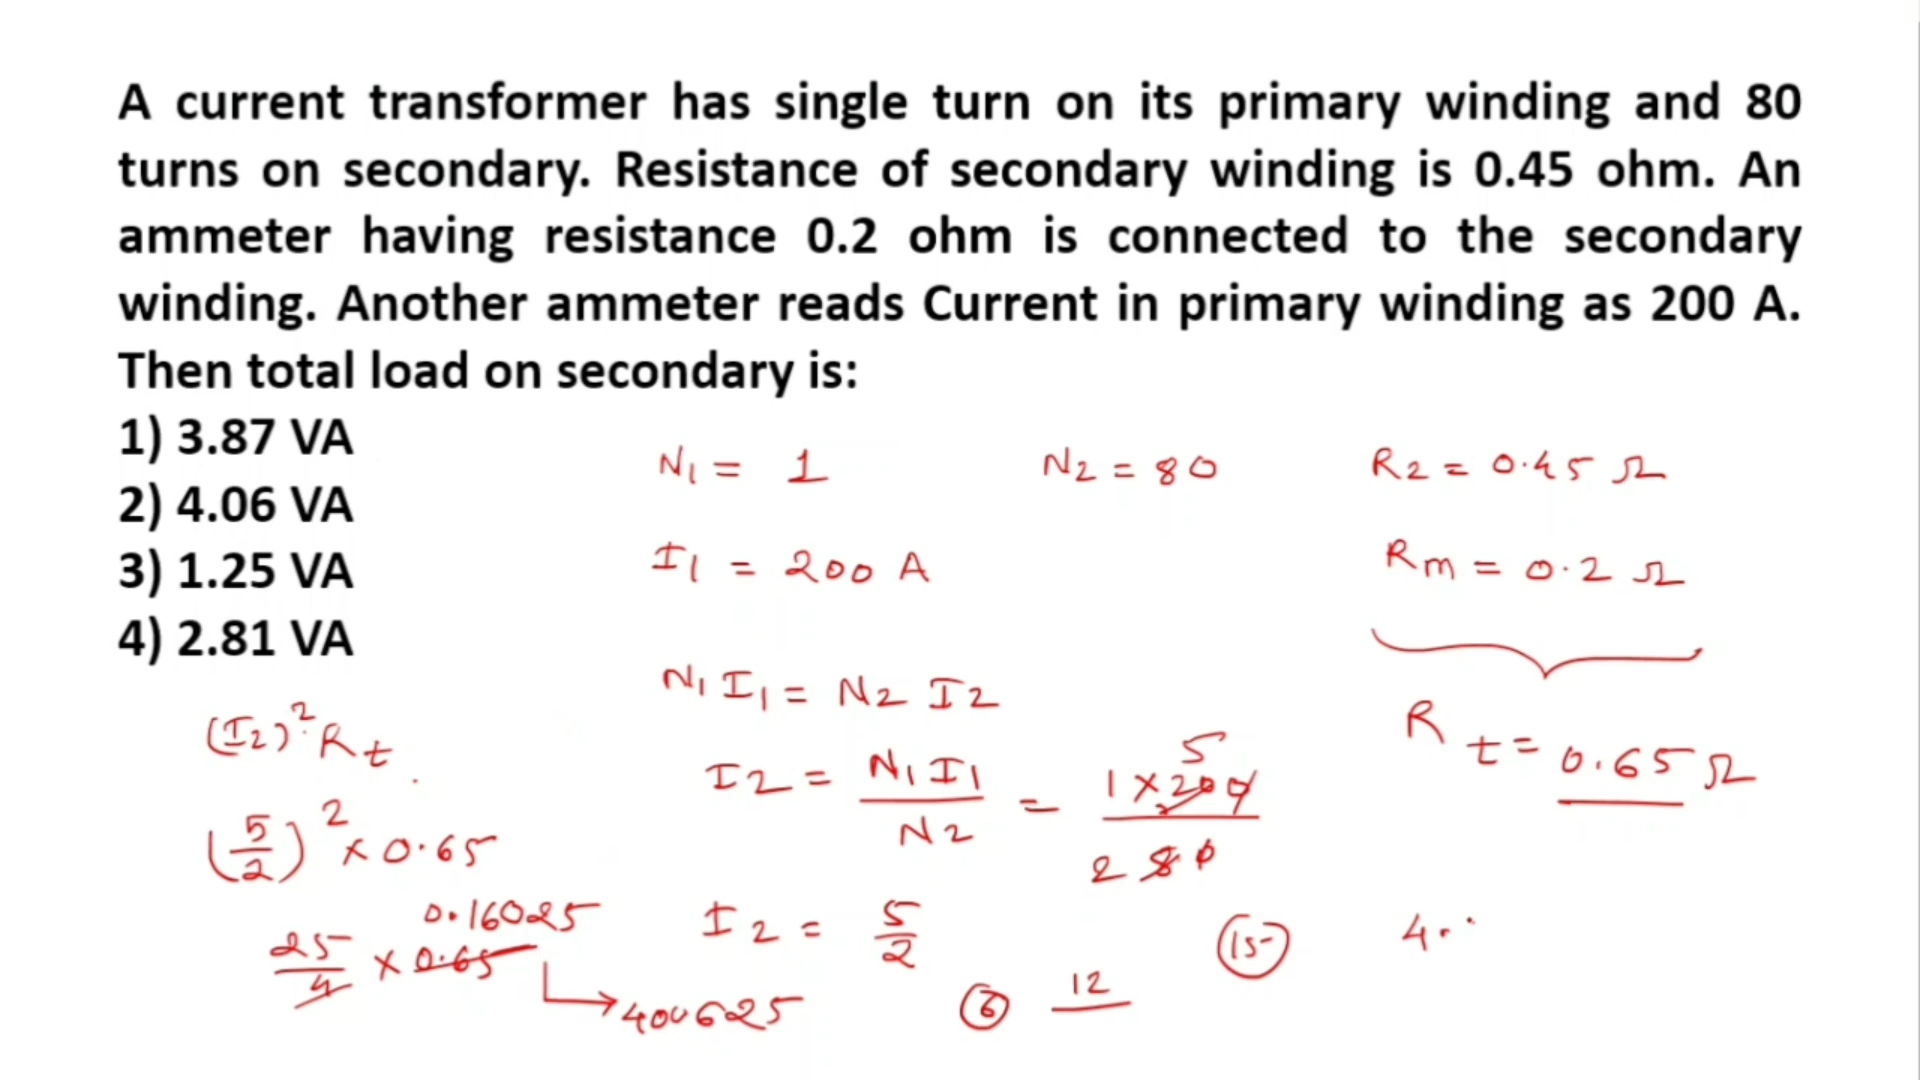 A current transformer has single turn on its primary winding and 80
turns on secondary. Resistance of secondary winding is 0.45 ohm. An
ammeter having resistance 0.2 ohm is connected to the secondary
winding. Another ammeter reads Current in primary winding as 200 A.
Then total load on secondary is:
1) 3.87 VA
2) 4.06 VA
3) 1.25 VA
4) 2.81 VA
N₁ = 1
N2 = 80
R2 = 0.45 Ω
I₁ = 200 A
Rm = 0.2 Ω
N₁ I₁ = N2 I2
Rt = 0.65 Ω
I2 = N₁ I₁ / N2 = 1 × 200 / 80
5
2
I2 = 5/2
(I2)² Rt
(5/2)² × 0.65
0.16025
25/4 × 0.65
400625
6
12
15
4..